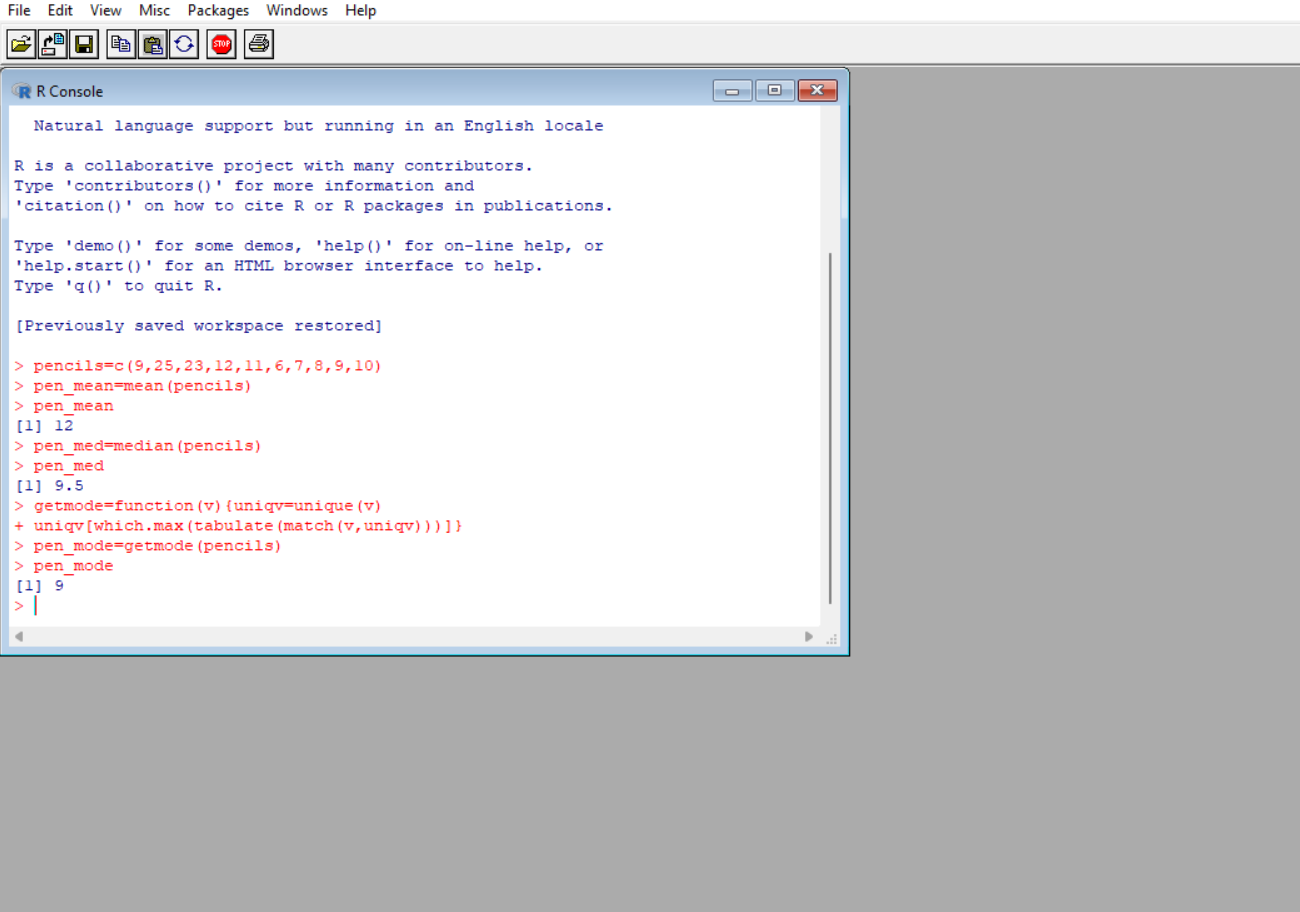 File Edit View Misc Packages Windows Help
STOP
R Console
Natural language support but running in an English locale
R is a collaborative project with many contributors.
Type 'contributors()' for more information and
'citation()' on how to cite R or R packages in publications.
Type 'demo()' for some demos, 'help()' for on-line help, or
'help.start()' for an HTML browser interface to help.
Type 'q()' to quit R.
[Previously saved workspace restored]
> pencils=c(9,25,23,12,11,6,7,8,9,10)
> pen_mean=mean(pencils)
> pen_mean
[1] 12
> pen_med=median(pencils)
> pen_med
[1] 9.5
> getmode=function(v){uniqv=unique(v)
+ uniqv[which.max(tabulate(match(v,uniqv)))]}
> pen_mode=getmode(pencils)
> pen_mode
[1] 9
>